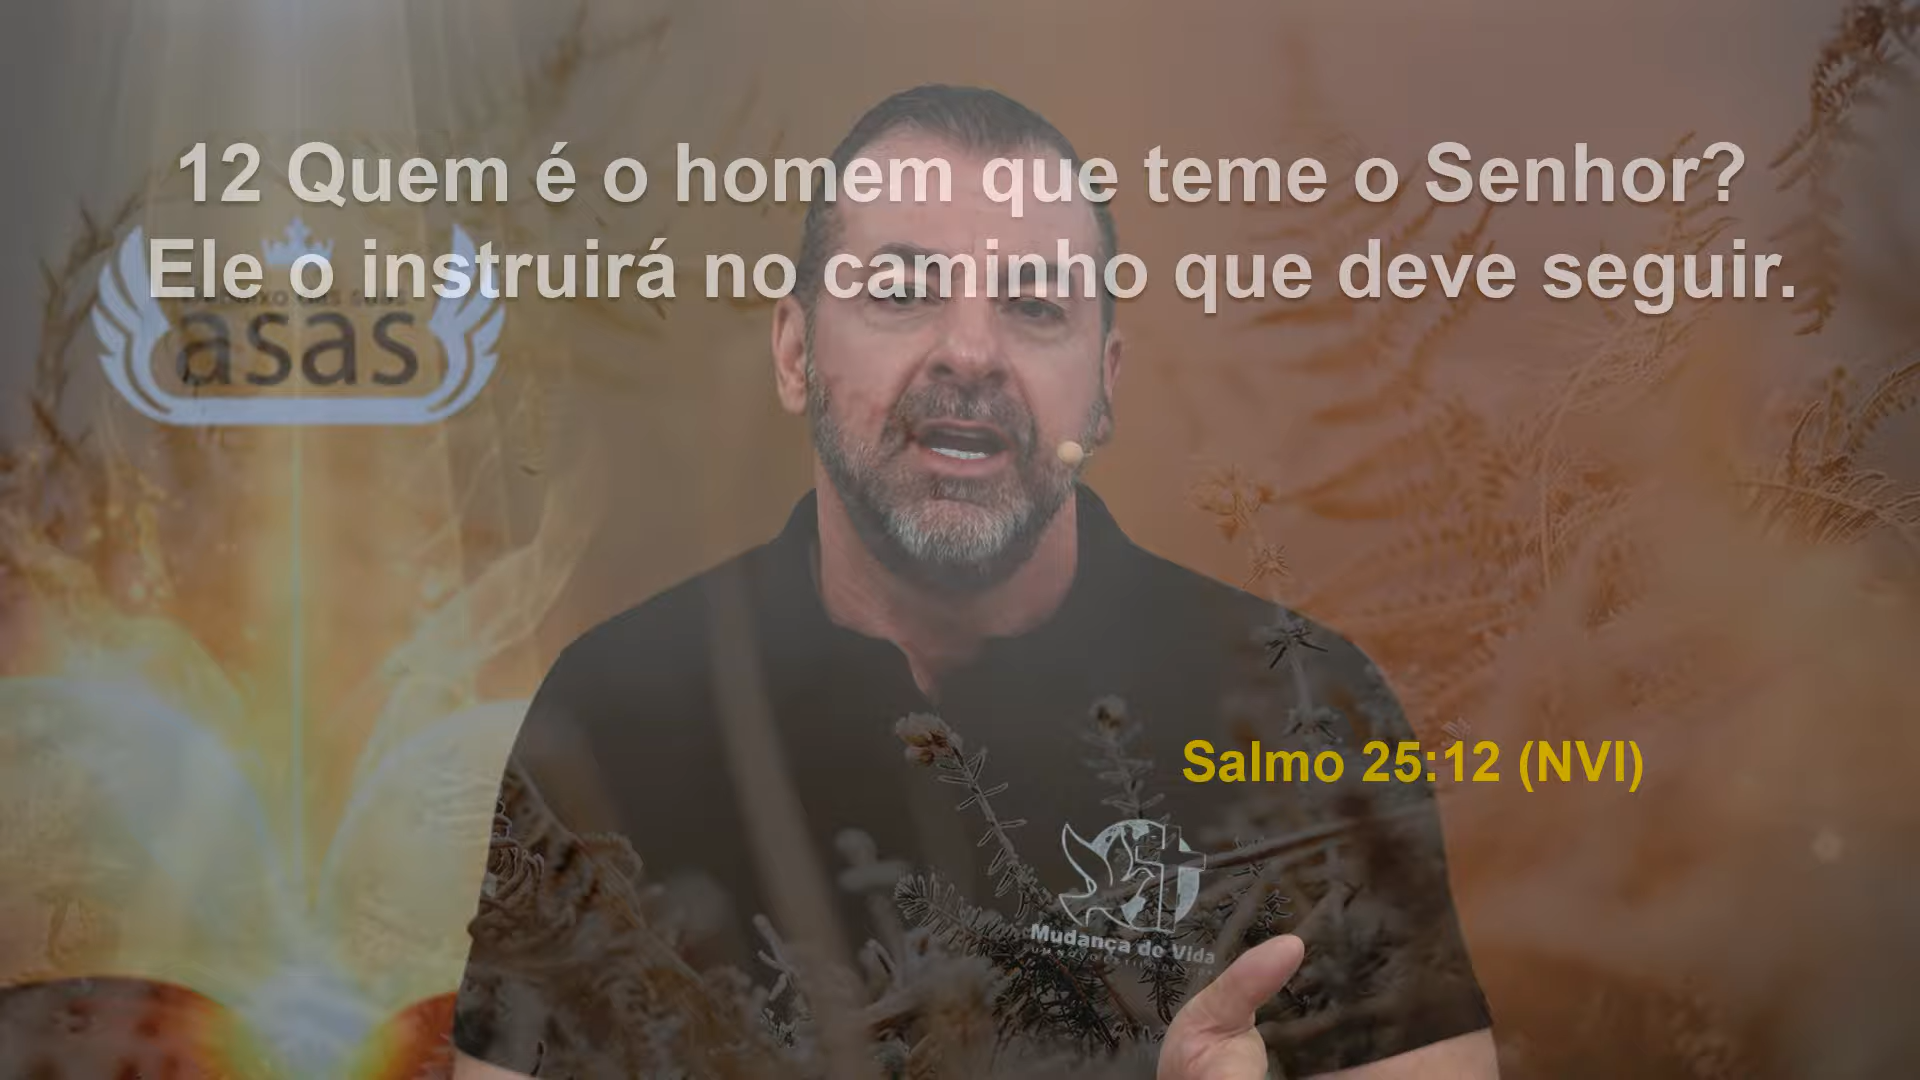 12 Quem é o homem que teme o Senhor?
Ele o instruirá no caminho que deve seguir.
asas
Salmo 25:12 (NVI)
Mudança de Vida